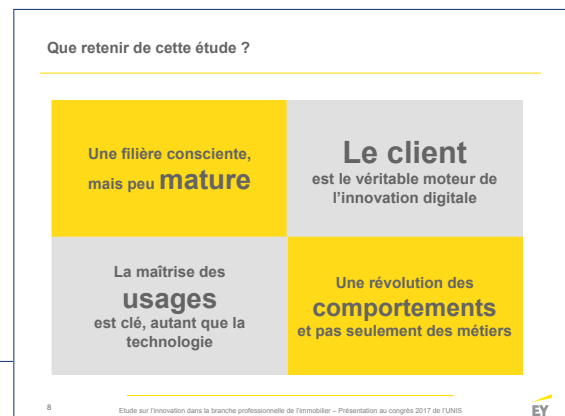 Que retenir de cette étude ?
Une filière consciente,
mais peu mature
Le client
est le véritable moteur de
l'innovation digitale
La maîtrise des
usages
est clé, autant que la
technologie
Une révolution des
comportements
et pas seulement des métiers
8
Etude sur l'innovation dans la branche professionnelle de l'immobilier – Présentation au congrès 2017 de l'UNIS
EY